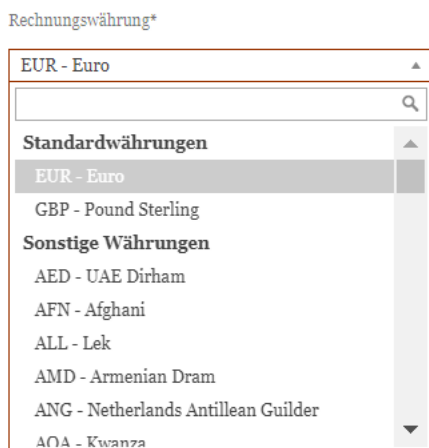 Rechnungswährung*
EUR - Euro
Standardwährungen
EUR - Euro
GBP - Pound Sterling
Sonstige Währungen
AED - UAE Dirham
AFN - Afghani
ALL - Lek
AMD - Armenian Dram
ANG - Netherlands Antillean Guilder
AOA - Kwanza